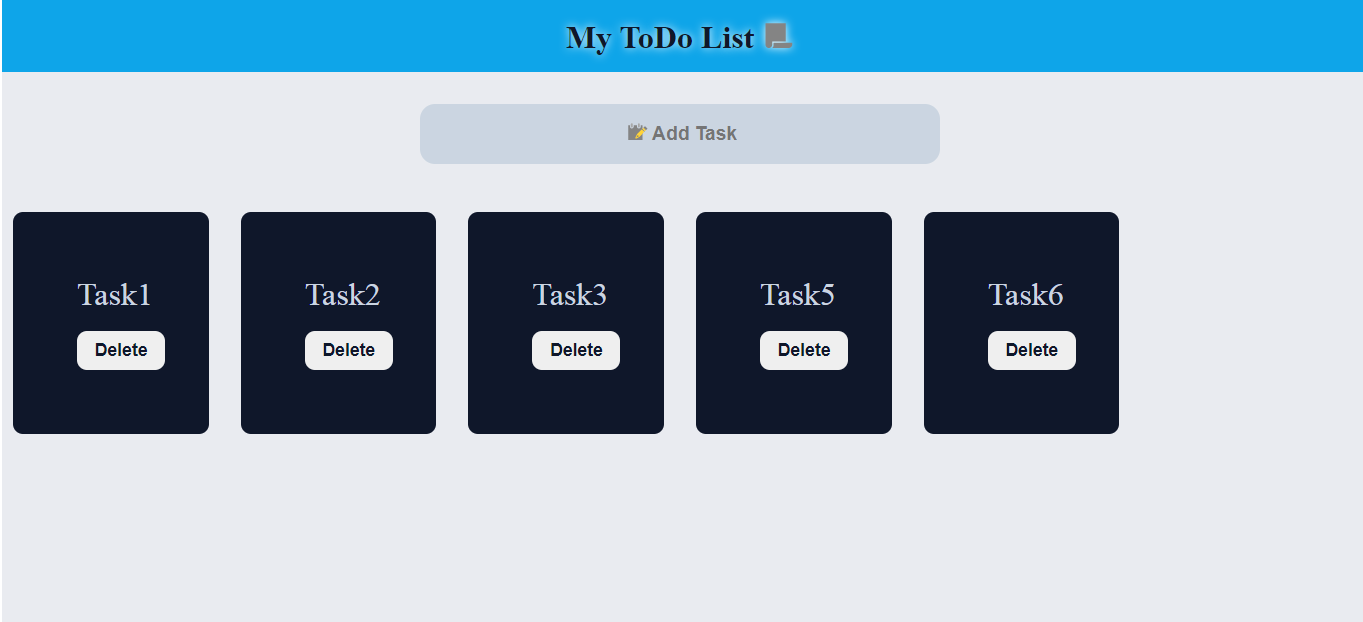 My ToDo List 📜
📝 Add Task
Task1
Delete
Task2
Delete
Task3
Delete
Task5
Delete
Task6
Delete